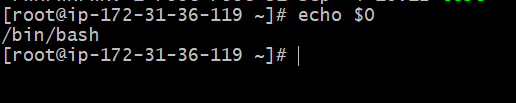 [root@ip-172-31-36-119 ~]# echo $0
/bin/bash
[root@ip-172-31-36-119 ~]#